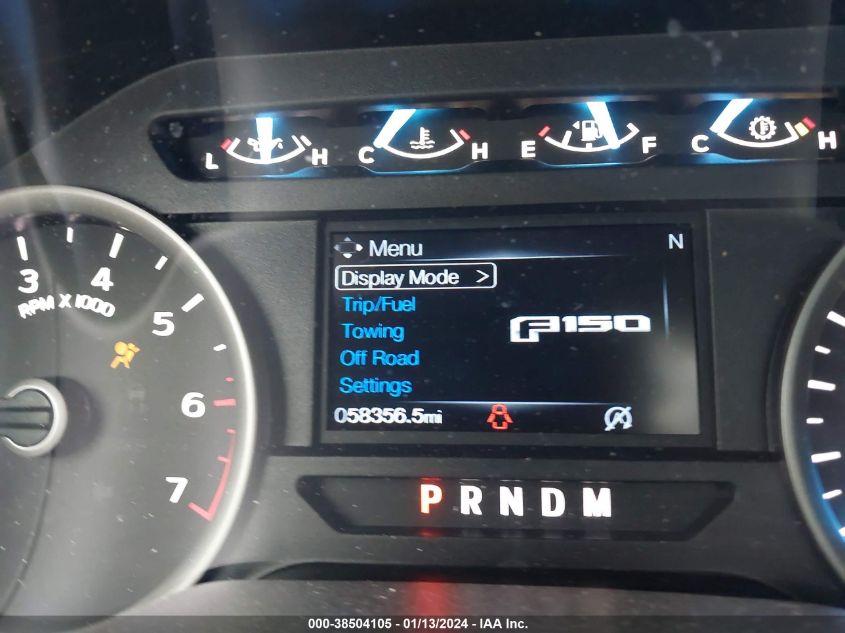 L H C H E F C H
Menu N
Display Mode >
Trip/Fuel
Towing
Off Road
Settings
F150
058356.5mi
3 4 5 6 7
RPM X 1000
P R N D M
000-38504105 - 01/13/2024 - IAA Inc.